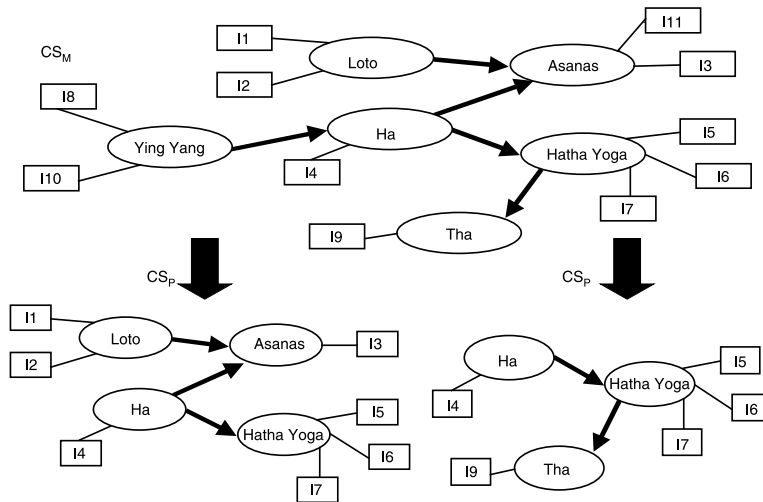 I11
I1
CS_M
Loto
Asanas
I3
I2
I8
I5
Ha
Ying Yang
Hatha Yoga
I4
I6
I10
I7
I9
Tha
CS_P
CS_P
I1
Loto
Asanas
I3
I2
Ha
I5
Hatha Yoga
I4
I6
I7
Ha
I5
Hatha Yoga
I4
I6
I7
I9
Tha